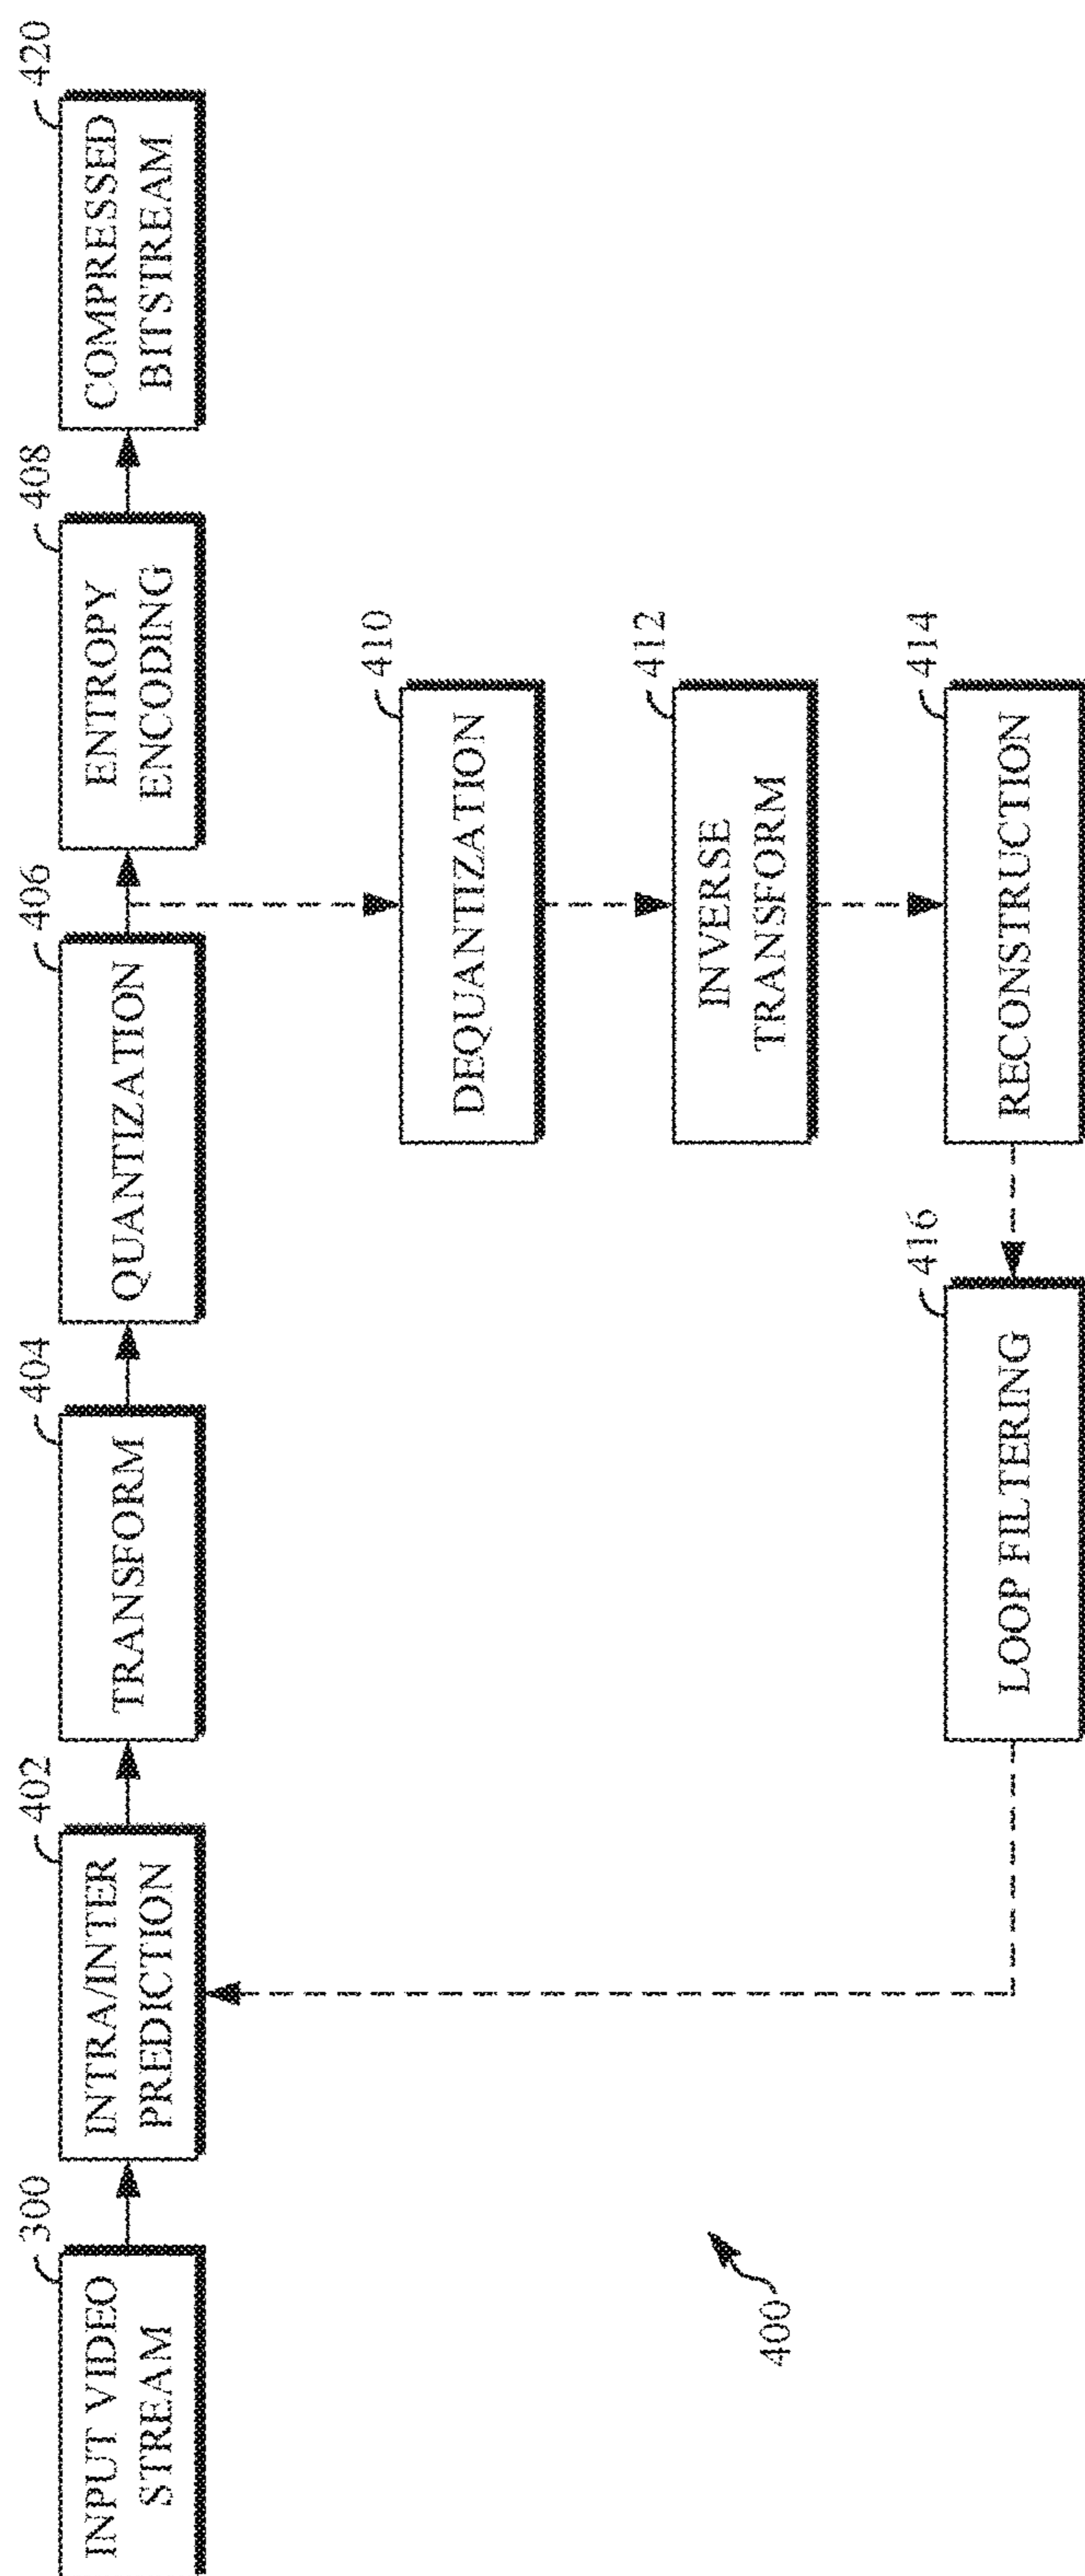 300
INPUT VIDEO
STREAM
402
INTRA/INTER
PREDICTION
404
TRANSFORM
406
QUANTIZATION
408
ENTROPY
ENCODING
420
COMPRESSED
BITSTREAM
410
DEQUANTIZATION
412
INVERSE
TRANSFORM
414
RECONSTRUCTION
416
LOOP FILTERING
400